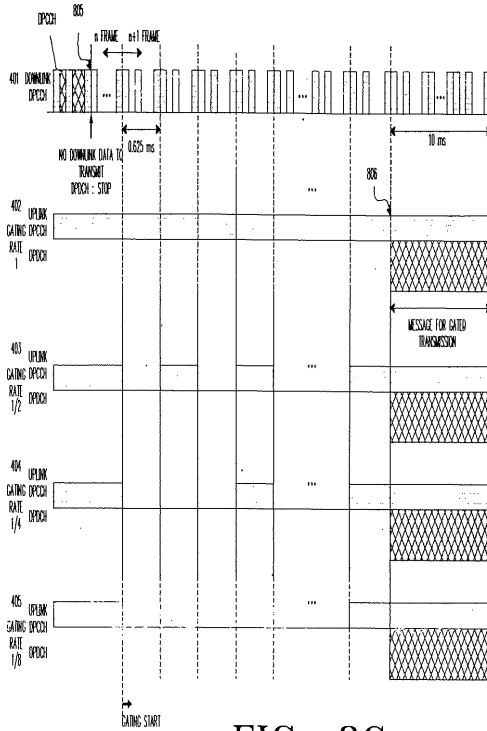 DPCCH
805
n FRAME n+1 FRAME
401 DOWNLINK
DPCCH
...
...
...
NO DOWNLINK DATA TO
TRANSMIT
DPDCH : STOP
0.625 ms
10 ms
...
806
402
UPLINK
GATING DPCCH
RATE DPDCH
1
MESSAGE FOR GATED
TRANSMISSION
403
UPLINK
GATING DPCCH
RATE DPDCH
1/2
...
404
UPLINK
GATING DPCCH
RATE DPDCH
1/4
...
405
UPLINK
GATING DPCCH
RATE DPDCH
1/8
...
GATING START